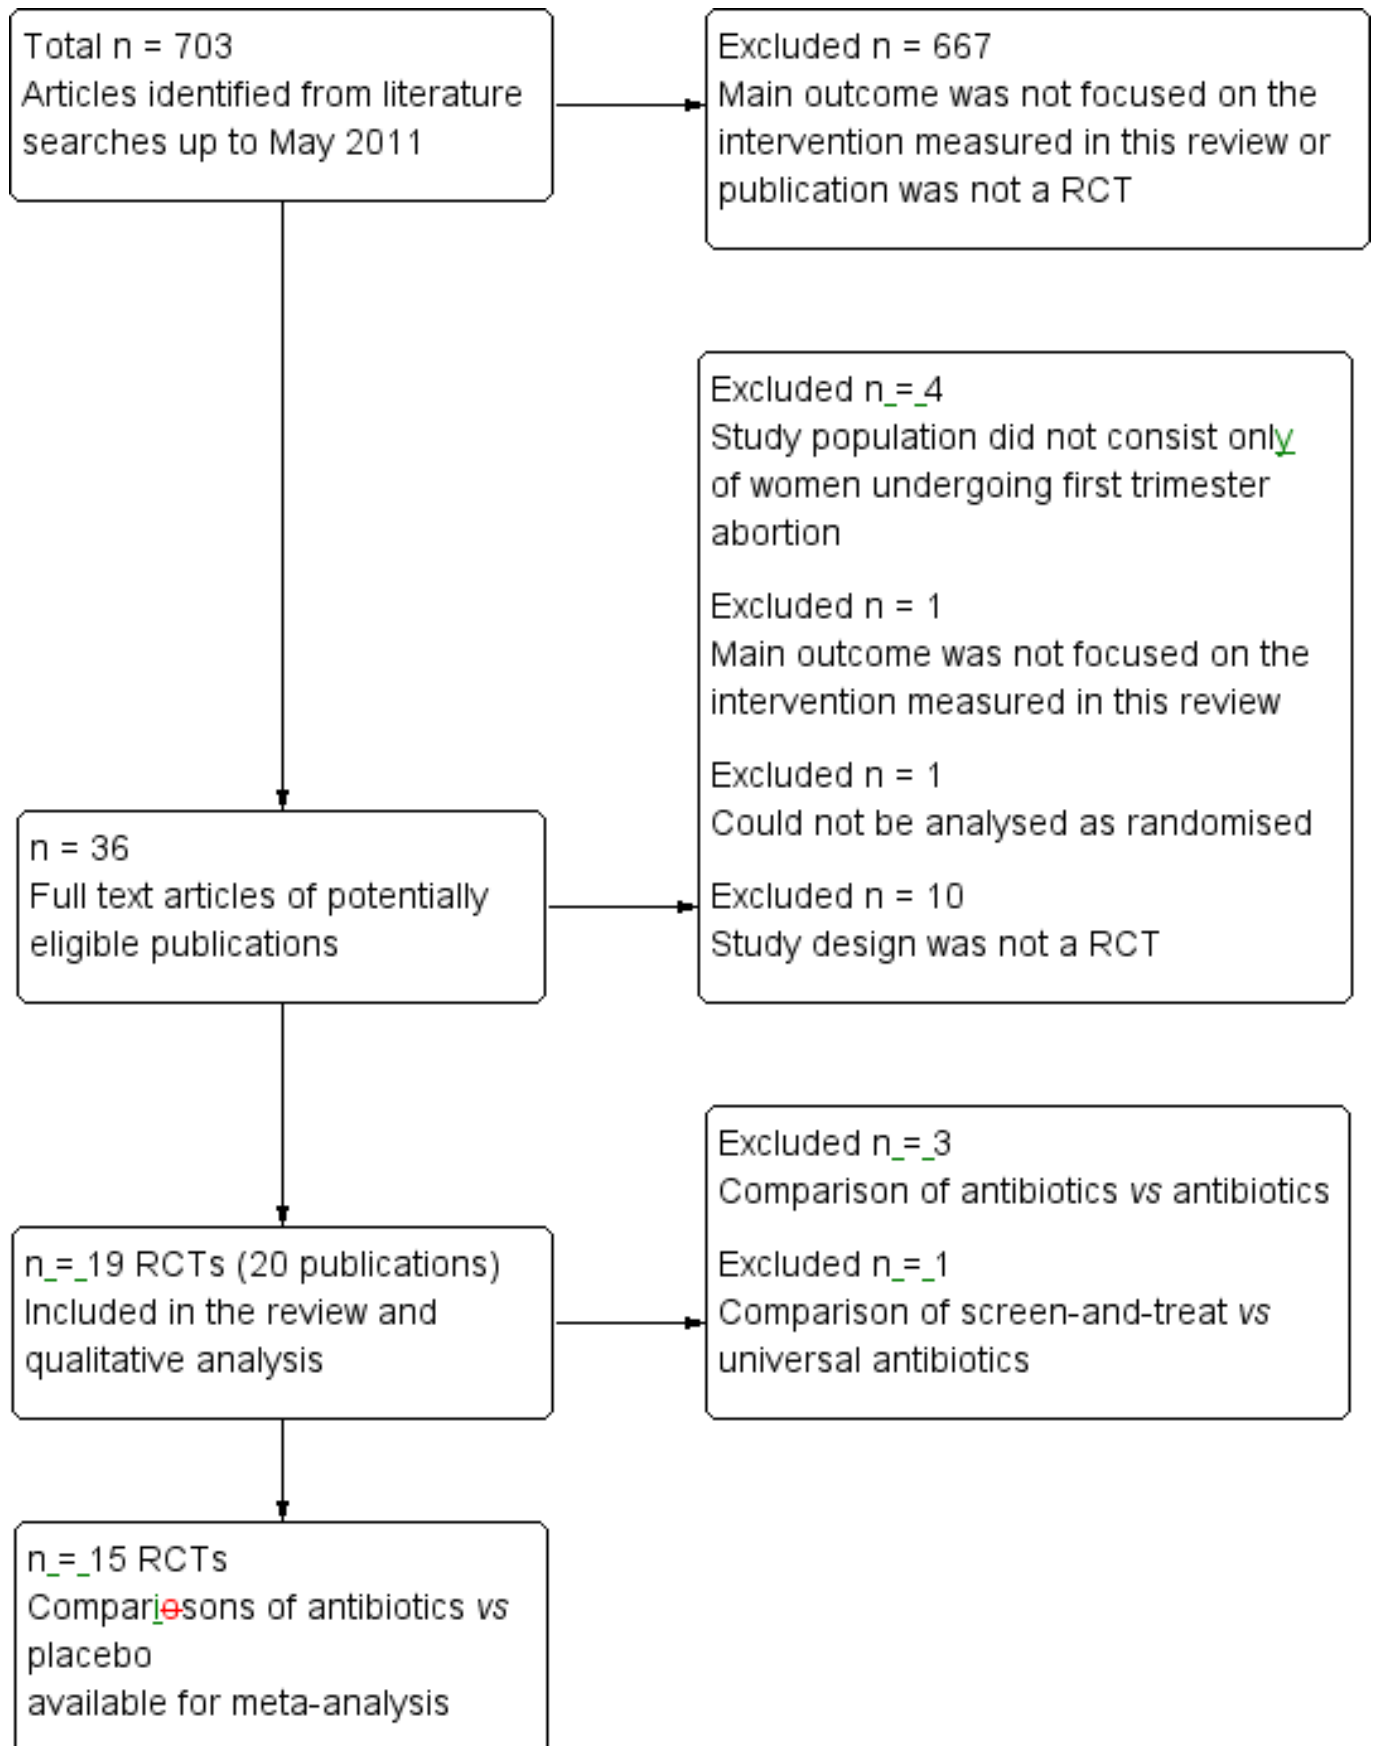 Total n = 703
Articles identified from literature
searches up to May 2011
Excluded n = 667
Main outcome was not focused on the
intervention measured in this review or
publication was not a RCT
n = 36
Full text articles of potentially
eligible publications
Excluded n = 4
Study population did not consist only
of women undergoing first trimester
abortion
Excluded n = 1
Main outcome was not focused on the
intervention measured in this review
Excluded n = 1
Could not be analysed as randomised
Excluded n = 10
Study design was not a RCT
n = 19 RCTs (20 publications)
Included in the review and
qualitative analysis
Excluded n = 3
Comparison of antibiotics vs antibiotics
Excluded n = 1
Comparison of screen-and-treat vs
universal antibiotics
n = 15 RCTs
Compariosons of antibiotics vs
placebo
available for meta-analysis